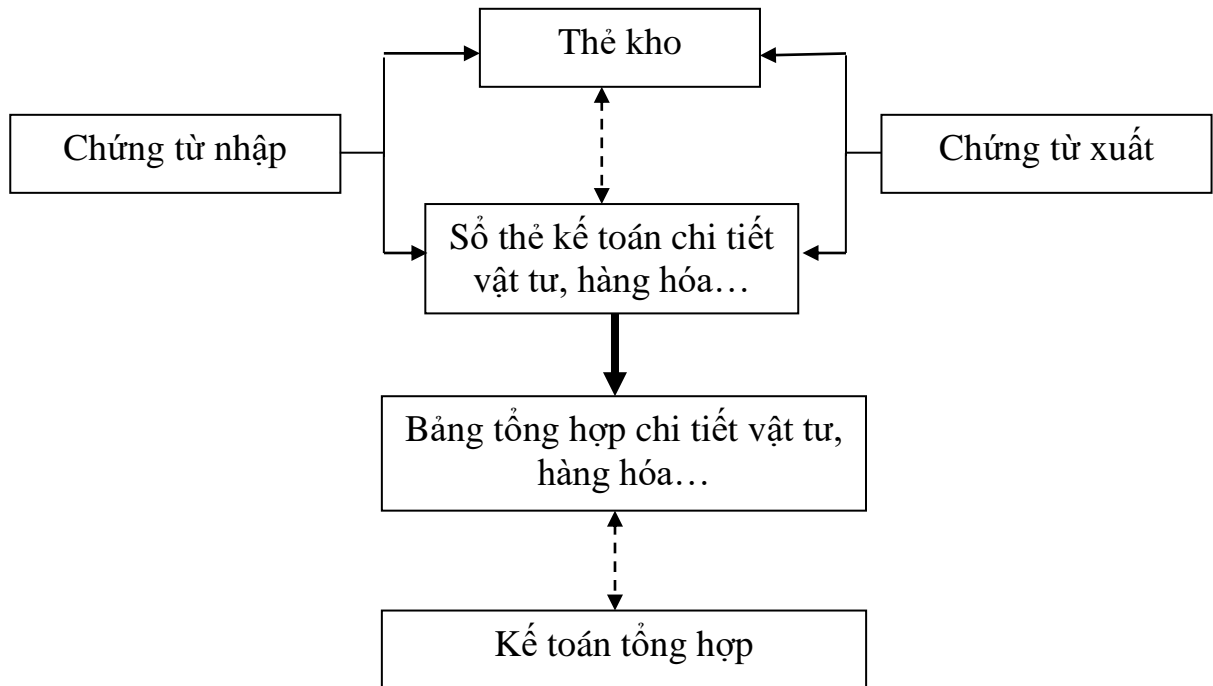 Thẻ kho
Chứng từ nhập
Chứng từ xuất
Sổ thẻ kế toán chi tiết
vật tư, hàng hóa…
Bảng tổng hợp chi tiết vật tư,
hàng hóa…
Kế toán tổng hợp